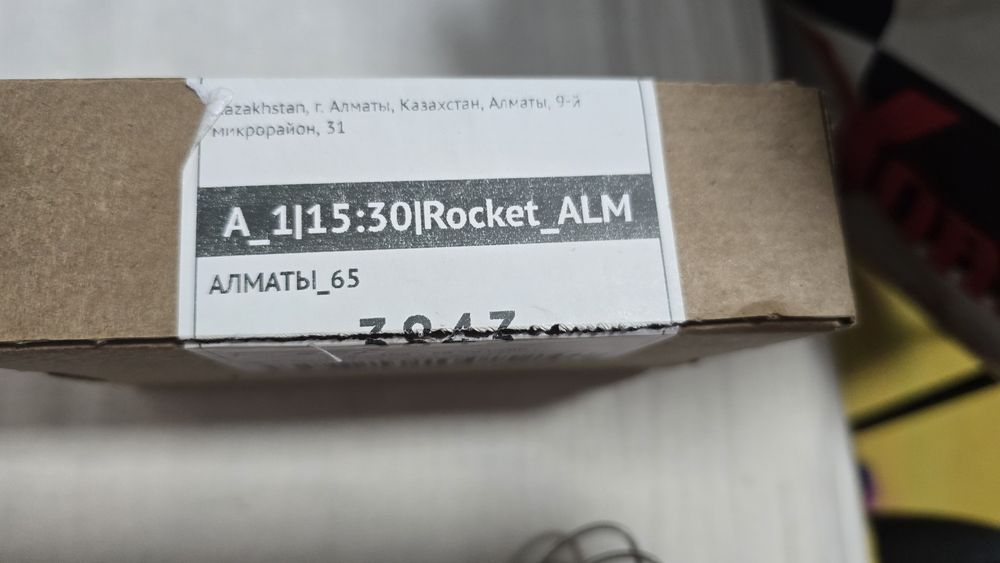 azakhstan, г. Алматы, Казахстан, Алматы, 9-й
микрорайон, 31
A_1|15:30|Rocket_ALM
АЛМАТЫ_65